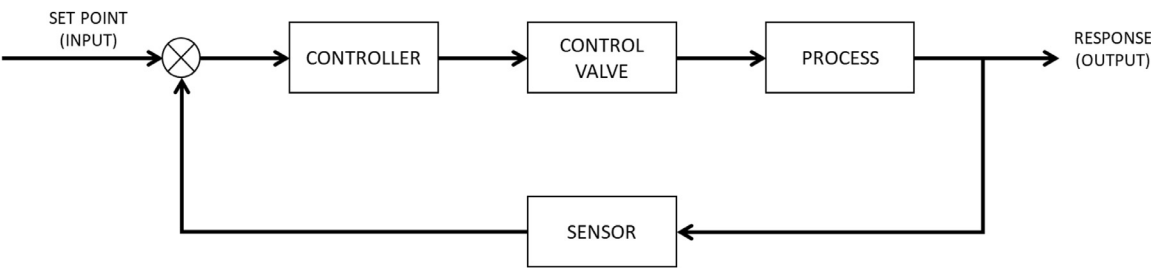 SET POINT
(INPUT)
CONTROLLER
CONTROL
VALVE
PROCESS
RESPONSE
(OUTPUT)
SENSOR